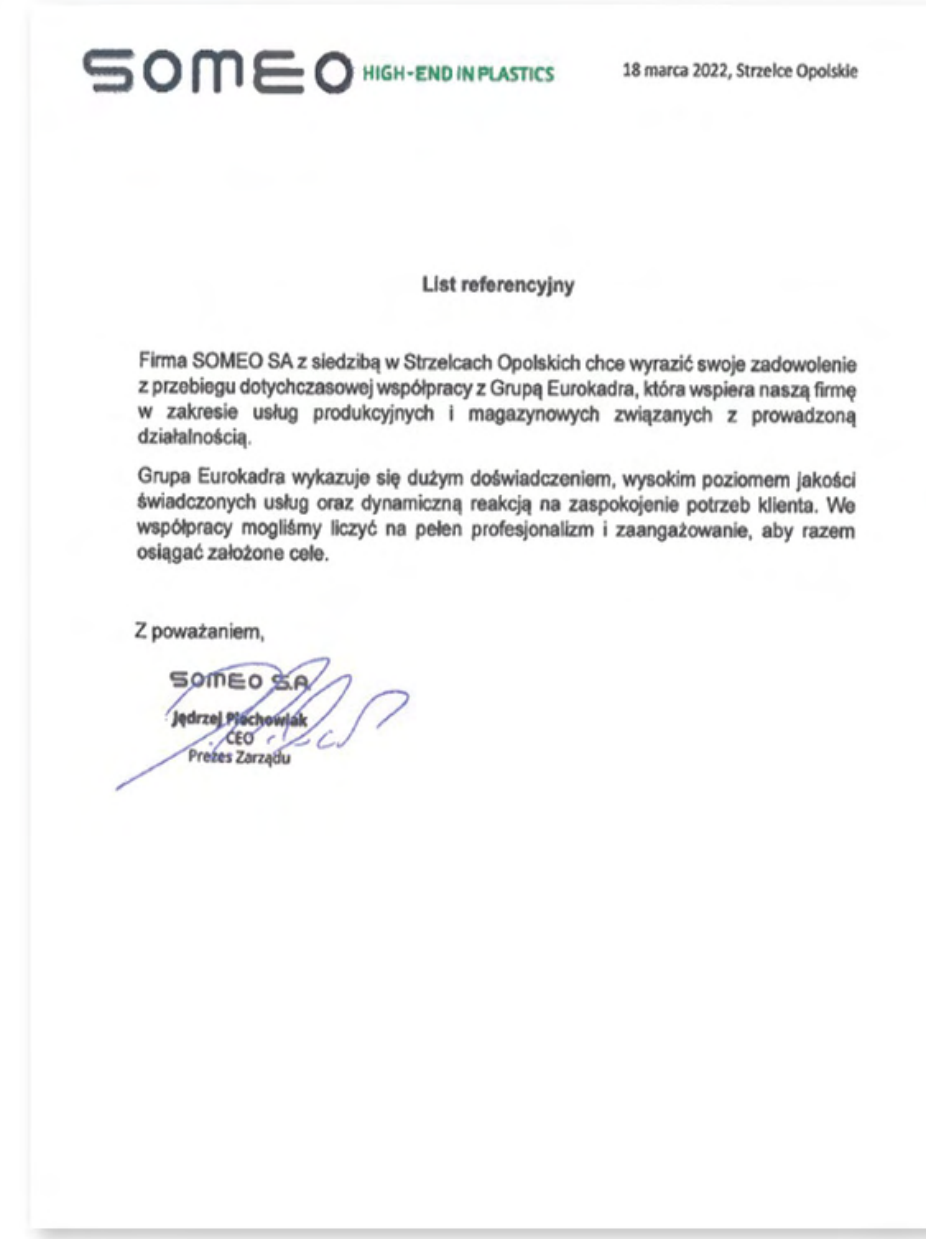 SOMEO HIGH-END IN PLASTICS
18 marca 2022, Strzelce Opolskie
List referencyjny
Firma SOMEO SA z siedzibą w Strzelcach Opolskich chce wyrazić swoje zadowolenie
z przebiegu dotychczasowej współpracy z Grupą Eurokadra, która wspiera naszą firmę
w zakresie usług produkcyjnych i magazynowych związanych z prowadzoną
działalnością.
Grupa Eurokadra wykazuje się dużym doświadczeniem, wysokim poziomem jakości
świadczonych usług oraz dynamiczną reakcją na zaspokojenie potrzeb klienta. We
współpracy mogliśmy liczyć na pełen profesjonalizm i zaangażowanie, aby razem
osiągać założone cele.
Z poważaniem,
SOMEO S.A.
Jędrzej Piechowiak
CEO
Prezes Zarządu